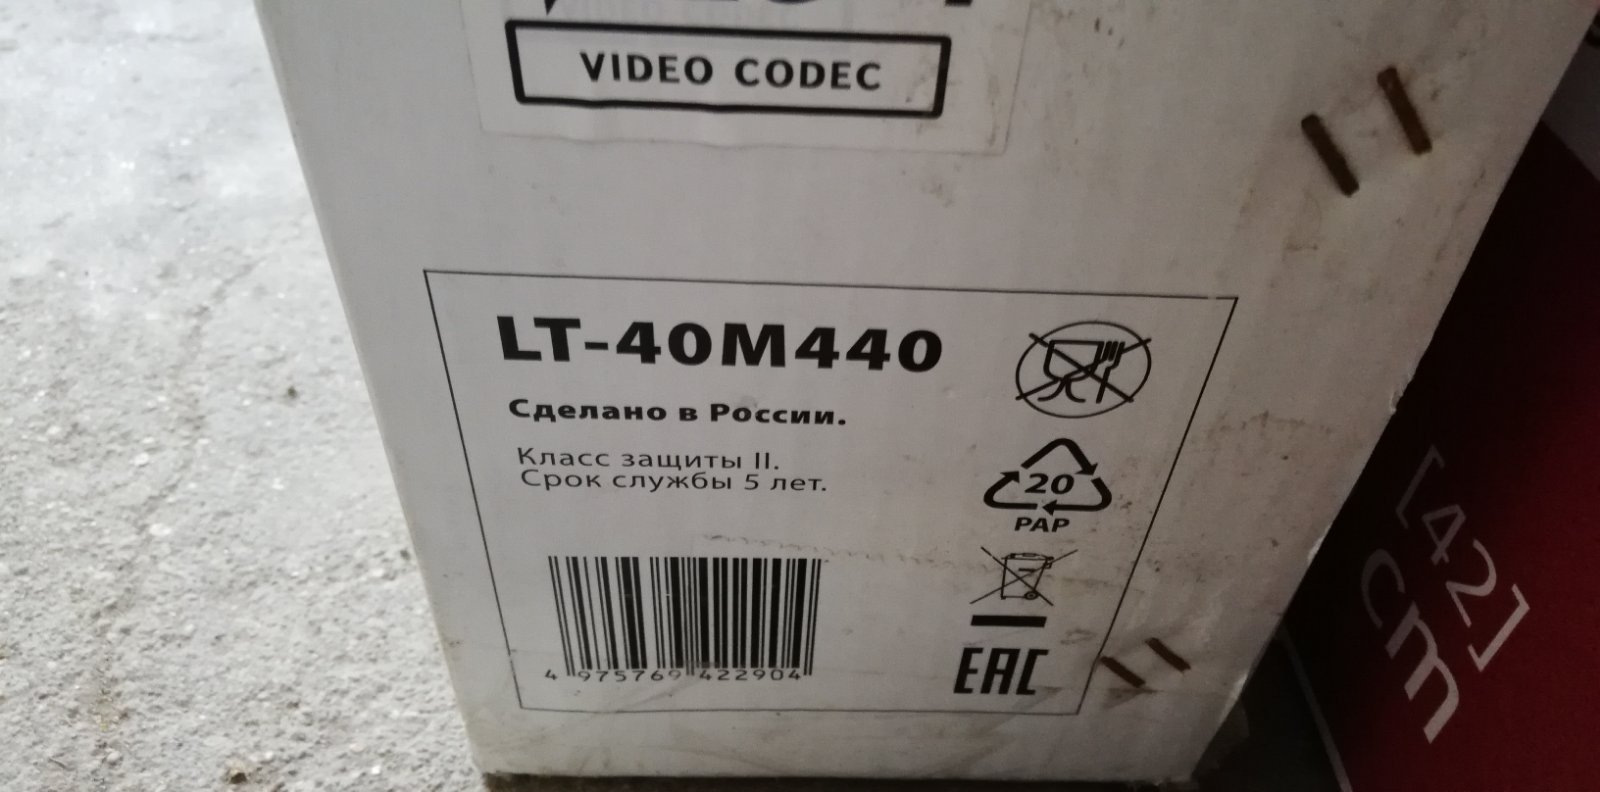 VIDEO CODEC
LT-40M440
Сделано в России.
Класс защиты II.
Срок службы 5 лет.
20
PAP
4 975769 422904
EAC
[42]
cm